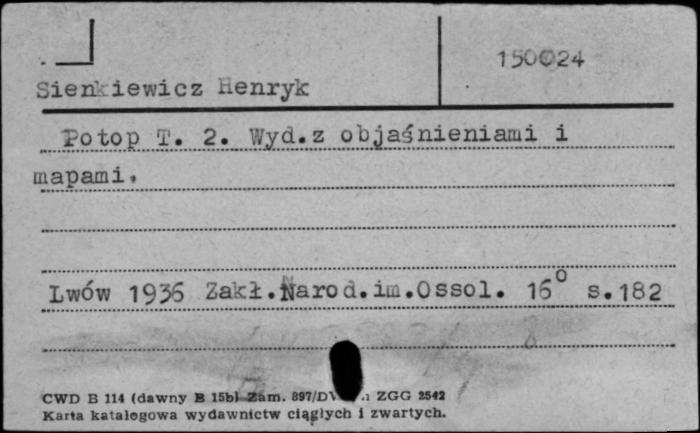 150024
Sienkiewicz Henryk
Potop T. 2. Wyd.z objaśnieniami i
mapami.
Lwów 1936 Zakł.Narod.im.Ossol. 16° s.182
CWD B 114 (dawny B 15b) Zam. 897/ ZGG 2542
Karta katalogowa wydawnictw ciągłych i zwartych.